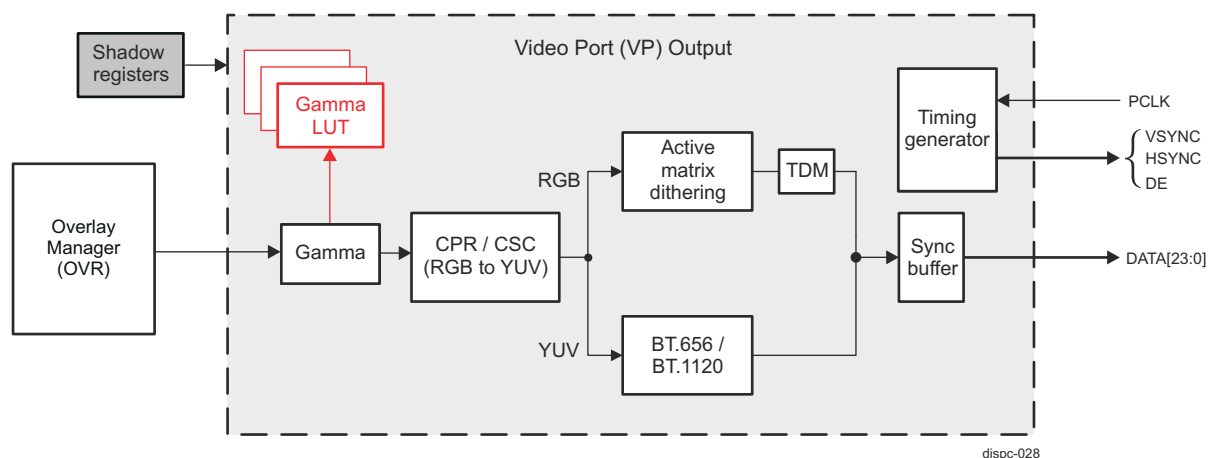 Shadow
registers
Video Port (VP) Output
Gamma
LUT
Timing
generator
PCLK
VSYNC
HSYNC
DE
Overlay
Manager
(OVR)
Gamma
CPR / CSC
(RGB to YUV)
RGB
Active
matrix
dithering
TDM
YUV
BT.656 /
BT.1120
Sync
buffer
DATA[23:0]
dispc-028